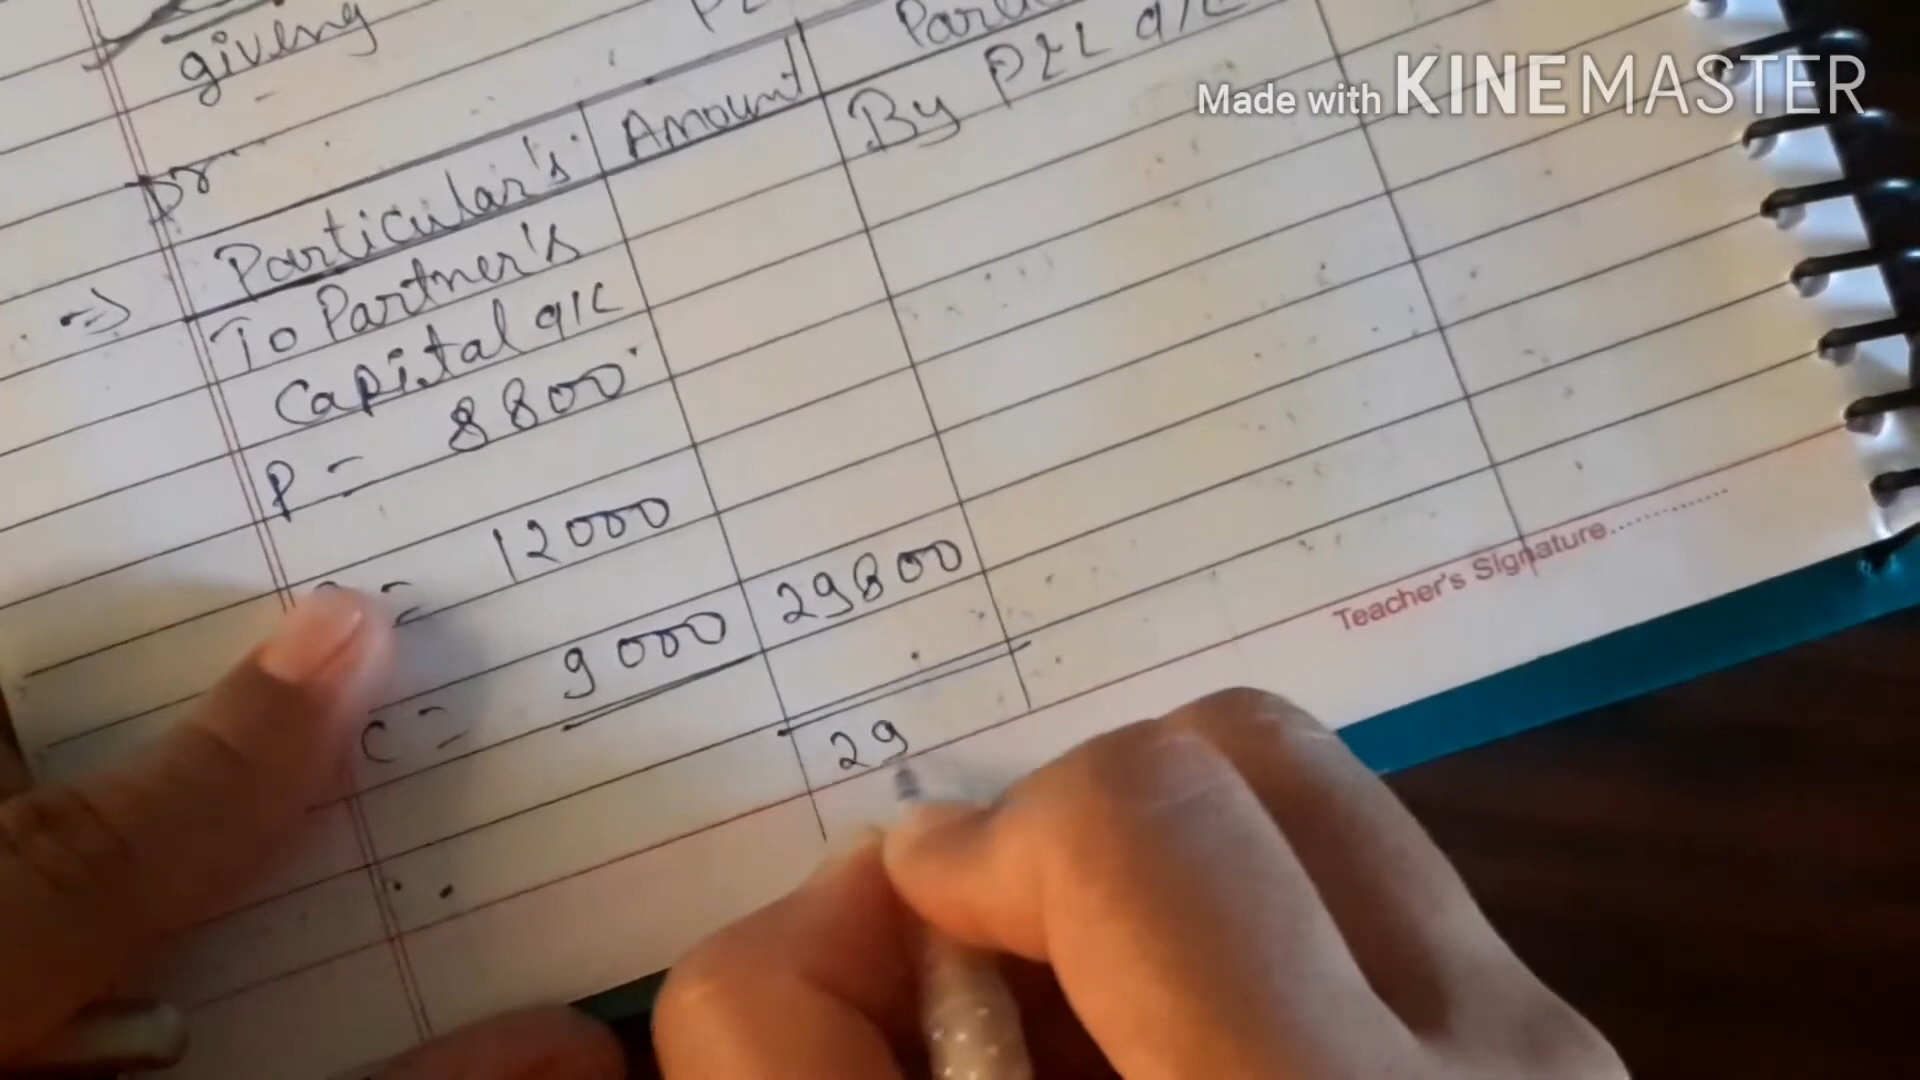 giving
Made with KINEMASTER
Dr
Particular's Amount
To Partner's By P&L a/c
Capital a/c
P = 8800
= 12000
C = 9000 29800
29
Teacher's Signature..............